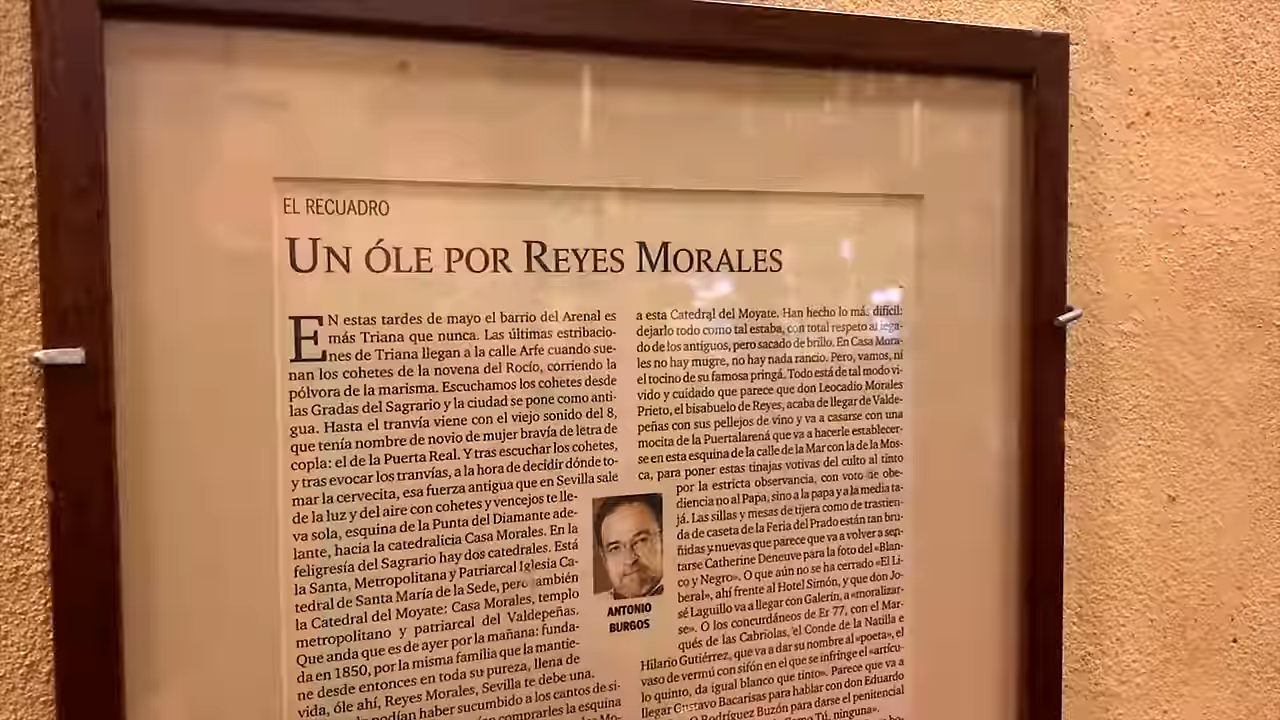 EL RECUADRO
UN ÓLE POR REYES MORALES
EN estas tardes de mayo el barrio del Arenal es
más Triana que nunca. Las últimas estribacio-
nes de Triana llegan a la calle Arfe cuando sue-
nan los cohetes de la novena del Rocío, corriendo la
pólvora de la marisma. Escuchamos los cohetes desde
las Gradas del Sagrario y la ciudad se pone como anti-
gua. Hasta el tranvía viene con el viejo sonido del 8,
que tenía nombre de novio de mujer bravía de letra de
copla: el de la Puerta Real. Y tras escuchar los cohetes,
y tras evocar los tranvías, a la hora de decidir dónde to-
mar la cervecita, esa fuerza antigua que en Sevilla sale
de la luz y del aire con cohetes y vencejos te lle-
va sola, esquina de la Punta del Diamante ade-
lante, hacia la catedralicia Casa Morales. En la
feligresía del Sagrario hay dos catedrales. Está
la Santa, Metropolitana y Patriarcal Iglesia Ca-
tedral de Santa María de la Sede, pero también
la Catedral del Moyate: Casa Morales, templo
metropolitano y patriarcal del Valdepeñas.
Que anda que es de ayer por la mañana: funda-
da en 1850, por la misma familia que la mantie-
ne desde entonces en toda su pureza, llena de
vida, óle ahí, Reyes Morales, Sevilla te debe una.
podían haber sucumbido a los cantos de si-
comprarles la esquina
a esta Catedral del Moyate. Han hecho lo más difícil:
dejarlo todo como tal estaba, con total respeto al lega-
do de los antiguos, pero sacado de brillo. En Casa Mora-
les no hay mugre, no hay nada rancio. Pero, vamos, ni
el tocino de su famosa pringá. Todo está de tal modo vi-
vido y cuidado que parece que don Leocadio Morales
Prieto, el bisabuelo de Reyes, acaba de llegar de Valde-
peñas con sus pellejos de vino y va a casarse con una
mocita de la Puertalarená que va a hacerle establecer-
se en esta esquina de la calle de la Mar con la de la Mos-
ca, para poner estas tinajas votivas del culto al tinto
por la estricta observancia, con voto de obe-
diencia no al Papa, sino a la papa y a la media ta-
já. Las sillas y mesas de tijera como de trastien-
da de caseta de la Feria del Prado están tan bru-
ñidas y nuevas que parece que va a volver a sen-
tarse Catherine Deneuve para la foto del «Blan-
co y Negro». O que aún no se ha cerrado «El Li-
beral», ahí frente al Hotel Simón, y que don Jo-
sé Laguillo va a llegar con Galerín, a «moralizar-
se». O los concurdáneos de Er 77, con el Mar-
qués de las Cabriolas, el Conde de la Natilla e
Hilario Gutiérrez, que va a dar su nombre al «poeta», el
vaso de vermú con sifón en el que se infringe el «artícu-
lo quinto, da igual blanco que tinto». Parece que va a
llegar Gustavo Bacarisas para hablar con don Eduardo
O Rodríguez Buzón para darse el penitencial
Como Tú, ninguna».
ANTONIO
BURGOS